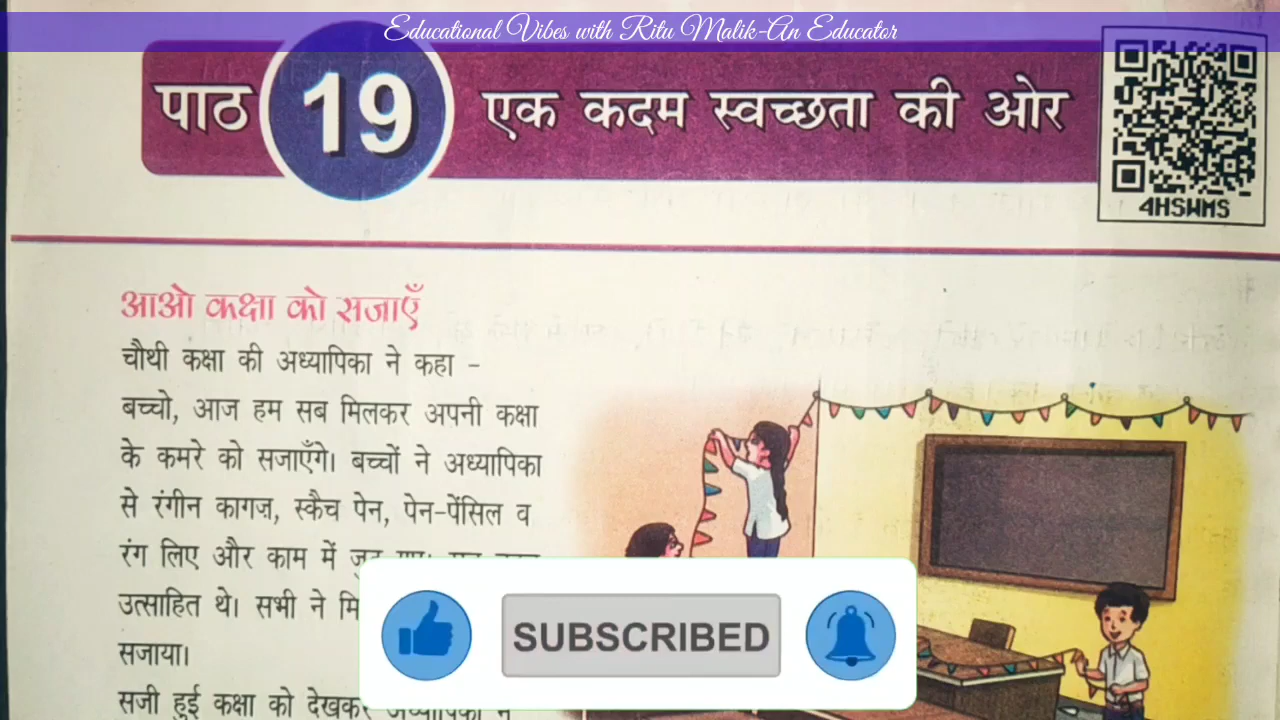 Educational Vibes with Ritu Malik-An Educator
पाठ 19 एक कदम स्वच्छता की ओर
4HSWMS
आओ कक्षा को सजाएँ
चौथी कक्षा की अध्यापिका ने कहा -
बच्चो, आज हम सब मिलकर अपनी कक्षा
के कमरे को सजाएँगे। बच्चों ने अध्यापिका
से रंगीन कागज, स्कैच पेन, पेन-पेंसिल व
रंग लिए और काम में
उत्साहित थे। सभी ने
सजाया।
सजी हुई कक्षा को देखकर
SUBSCRIBED